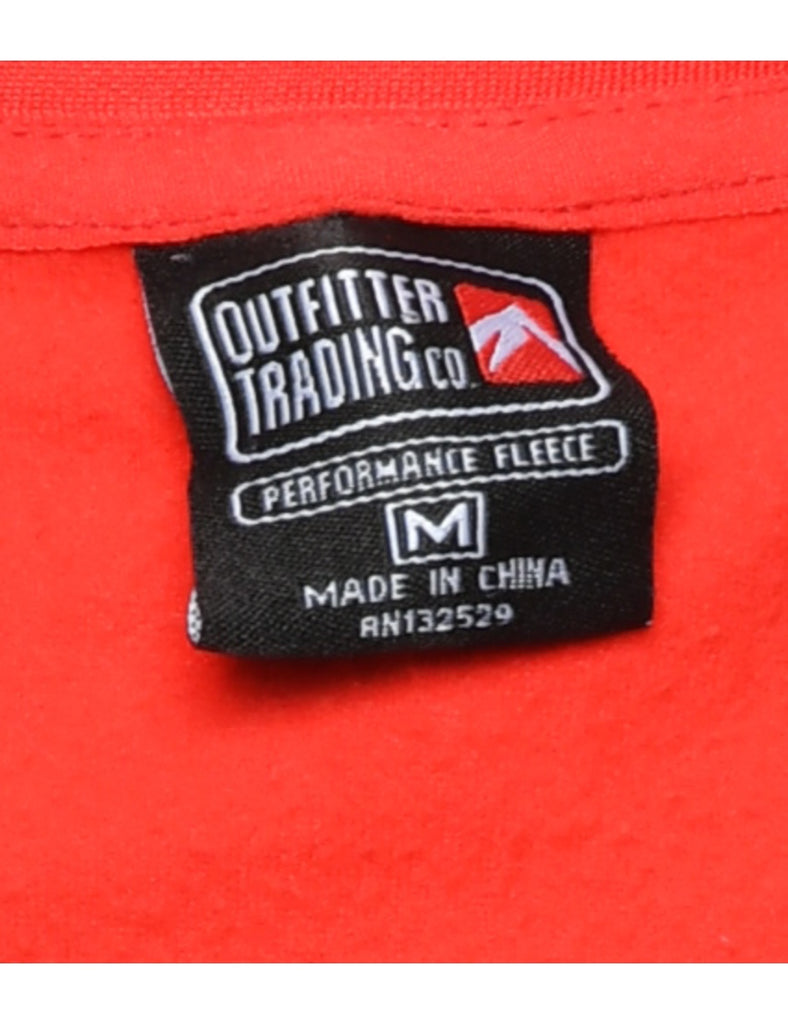 OUTFITTER
TRADING CO.
PERFORMANCE FLEECE
M
MADE IN CHINA
RN132529